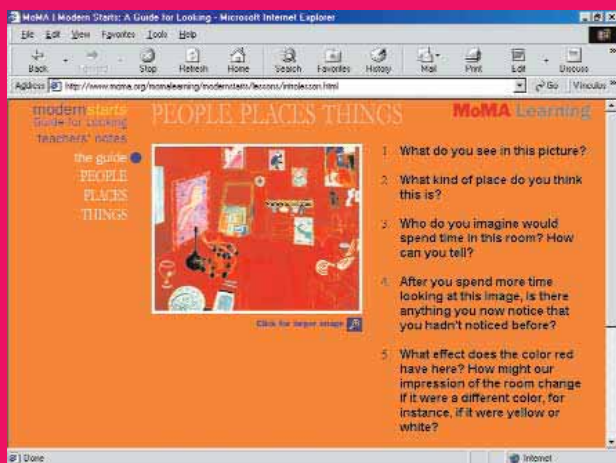 MoMA | Modern Starts: A Guide for Looking - Microsoft Internet Explorer
File Edit View Favorites Tools Help
Back Forward Stop Refresh Home Search Favorites History Mail Print Edit Discuss
Address http://www.moma.org/momalearning/modernstarts/lessons/introlesson.html Go Vínculos »
modernstarts
Guide for Looking
teachers' notes
the guide
PEOPLE
PLACES
THINGS
PEOPLE PLACES THINGS
MoMA Learning
Click for larger image
1 What do you see in this picture?
2 What kind of place do you think
this is?
3 Who do you imagine would
spend time in this room? How
can you tell?
4 After you spend more time
looking at this image, is there
anything you now notice that
you hadn't noticed before?
5 What effect does the color red
have here? How might our
impression of the room change
if it were a different color, for
instance, if it were yellow or
white?
Done
Internet